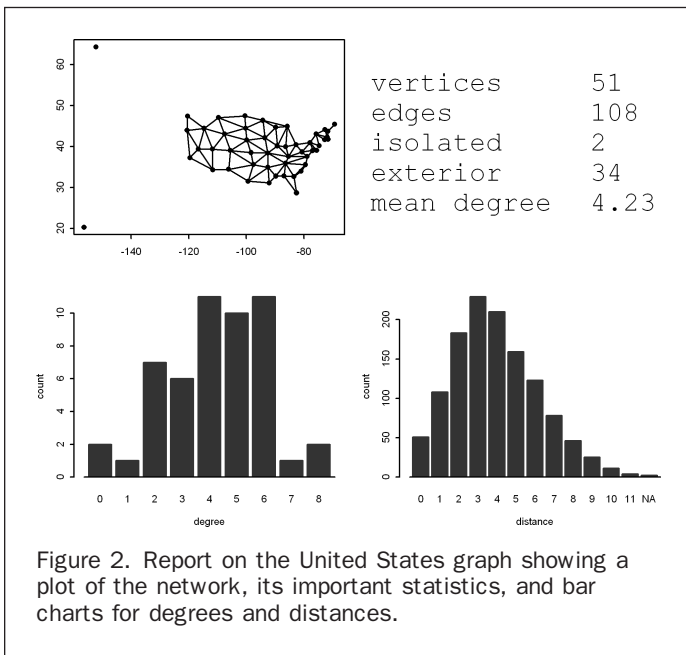 60
50
40
30
20
-140 -120 -100 -80
vertices 51
edges 108
isolated 2
exterior 34
mean degree 4.23
count
10
8
6
4
2
0
0 1 2 3 4 5 6 7 8
degree
count
200
150
100
50
0
0 1 2 3 4 5 6 7 8 9 10 11 NA
distance
Figure 2. Report on the United States graph showing a
plot of the network, its important statistics, and bar
charts for degrees and distances.